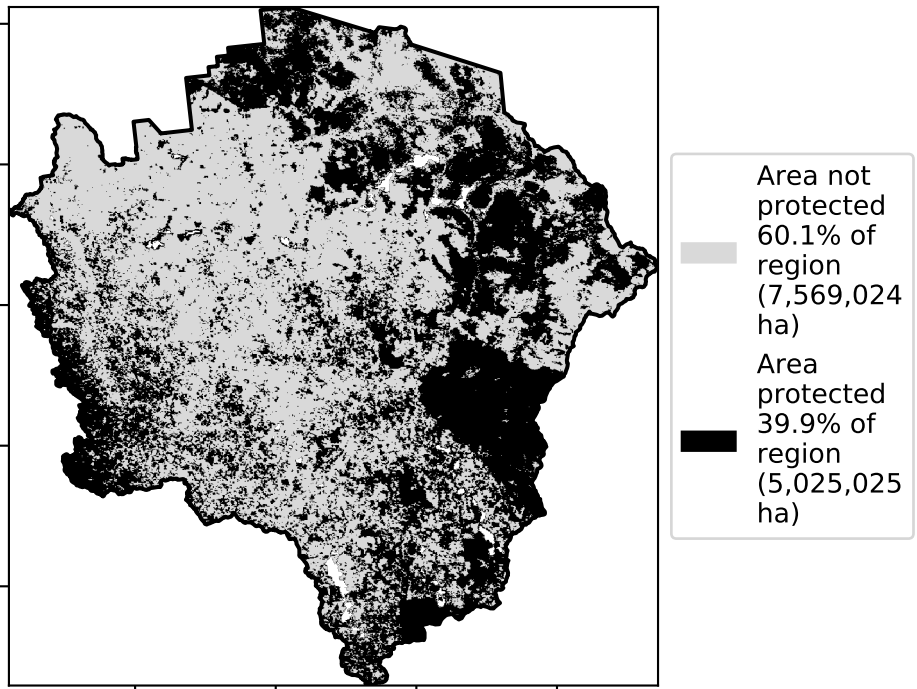 Area not
protected
60.1% of
region
(7,569,024
ha)
Area
protected
39.9% of
region
(5,025,025
ha)